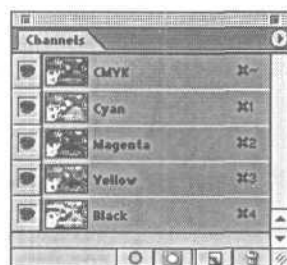 Channels
CMYK ⌘~
Cyan ⌘1
Magenta ⌘2
Yellow ⌘3
Black ⌘4